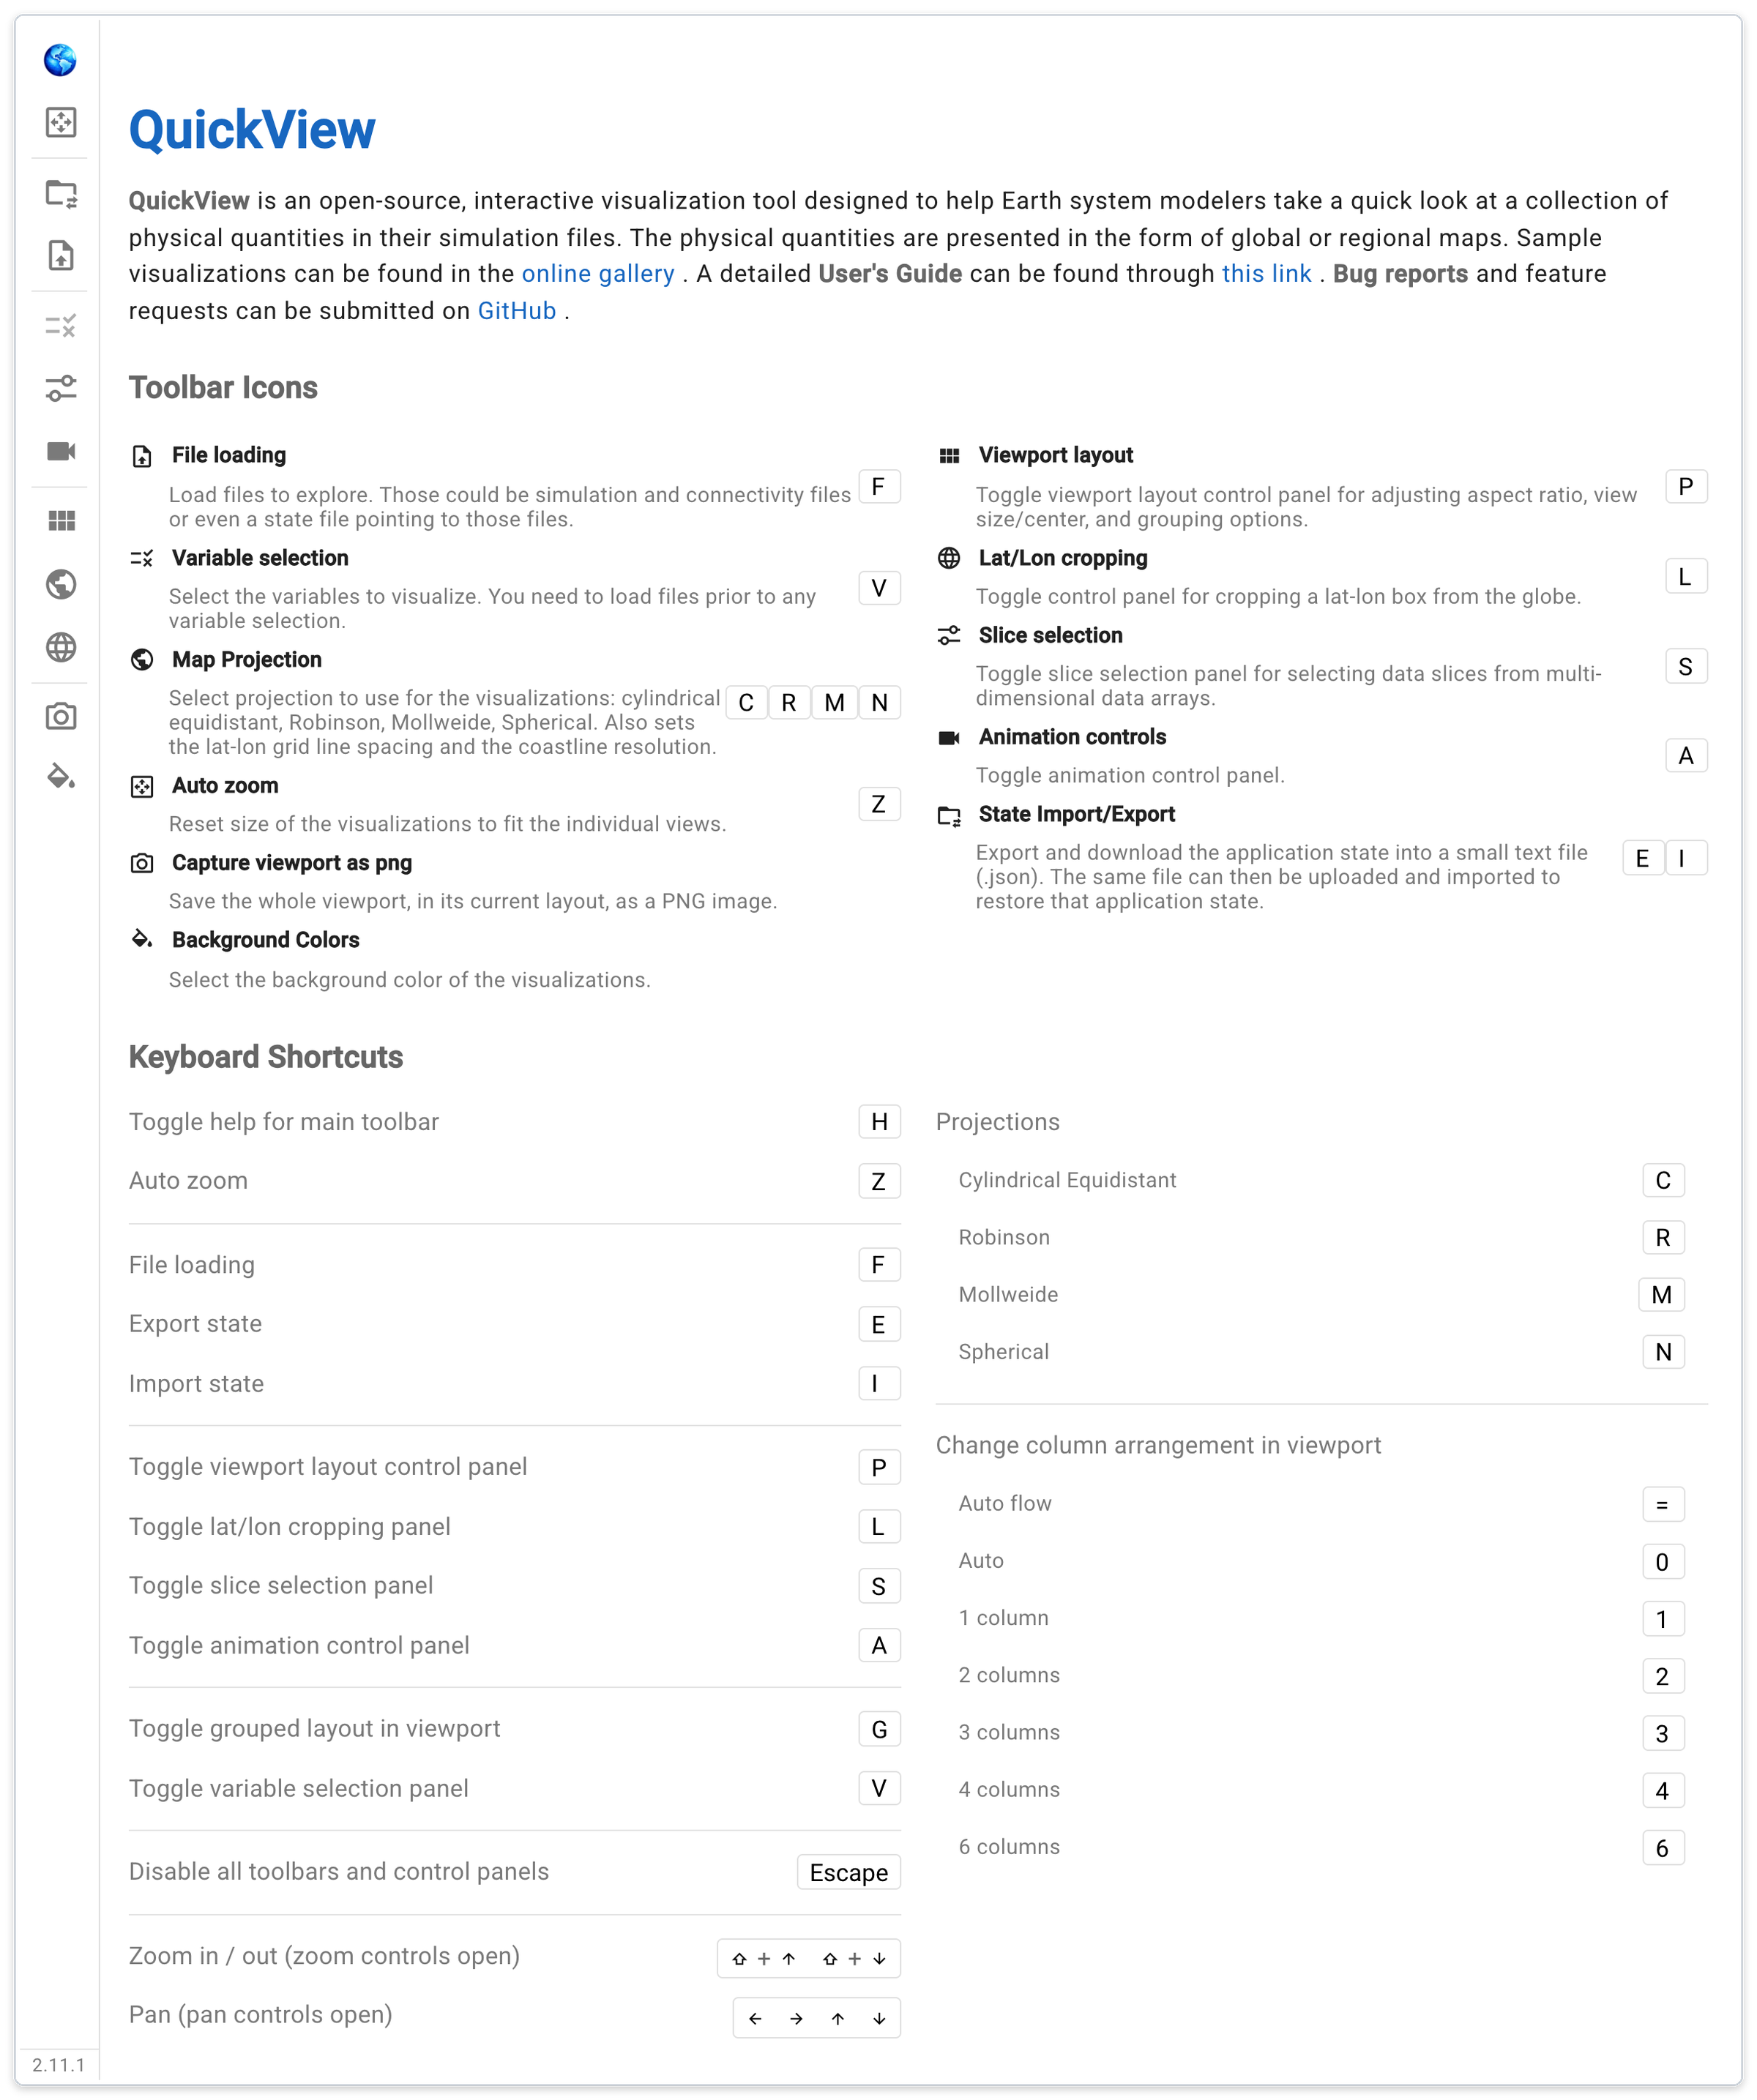 QuickView
QuickView is an open-source, interactive visualization tool designed to help Earth system modelers take a quick look at a collection of
physical quantities in their simulation files. The physical quantities are presented in the form of global or regional maps. Sample
visualizations can be found in the online gallery . A detailed User's Guide can be found through this link . Bug reports and feature
requests can be submitted on GitHub .
Toolbar Icons
File loading
Load files to explore. Those could be simulation and connectivity files
or even a state file pointing to those files.
F
Variable selection
Select the variables to visualize. You need to load files prior to any
variable selection.
V
Map Projection
Select projection to use for the visualizations: cylindrical
equidistant, Robinson, Mollweide, Spherical. Also sets
the lat-lon grid line spacing and the coastline resolution.
C R M N
Auto zoom
Reset size of the visualizations to fit the individual views.
Z
Capture viewport as png
Save the whole viewport, in its current layout, as a PNG image.
Background Colors
Select the background color of the visualizations.
Viewport layout
Toggle viewport layout control panel for adjusting aspect ratio, view
size/center, and grouping options.
P
Lat/Lon cropping
Toggle control panel for cropping a lat-lon box from the globe.
L
Slice selection
Toggle slice selection panel for selecting data slices from multi-
dimensional data arrays.
S
Animation controls
Toggle animation control panel.
A
State Import/Export
Export and download the application state into a small text file
(.json). The same file can then be uploaded and imported to
restore that application state.
E I
Keyboard Shortcuts
Toggle help for main toolbar H
Auto zoom Z
File loading F
Export state E
Import state I
Toggle viewport layout control panel P
Toggle lat/lon cropping panel L
Toggle slice selection panel S
Toggle animation control panel A
Toggle grouped layout in viewport G
Toggle variable selection panel V
Disable all toolbars and control panels Escape
Zoom in / out (zoom controls open) ⇧ + ↑ ⇧ + ↓
Pan (pan controls open) ← → ↑ ↓
Projections
Cylindrical Equidistant C
Robinson R
Mollweide M
Spherical N
Change column arrangement in viewport
Auto flow =
Auto 0
1 column 1
2 columns 2
3 columns 3
4 columns 4
6 columns 6
2.11.1